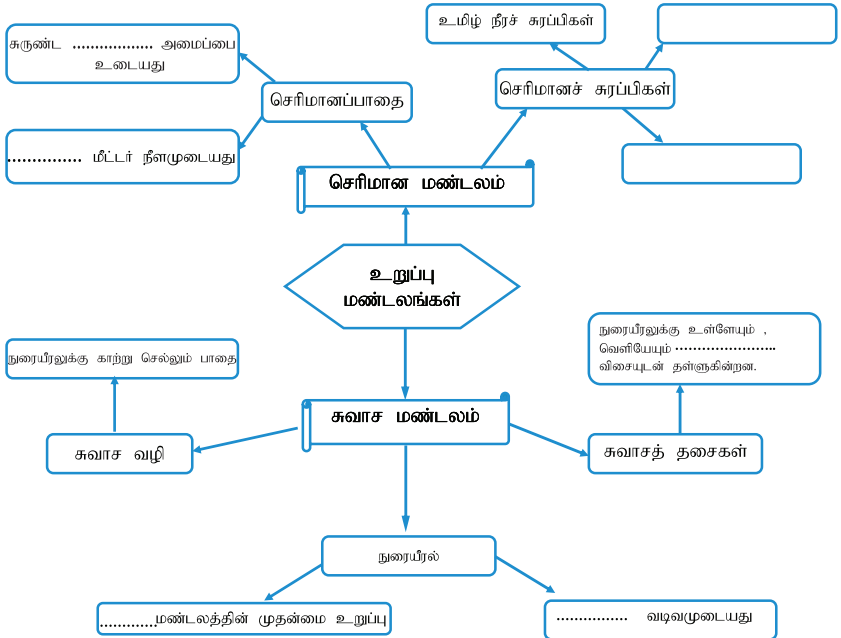 சுருண்ட .................. அமைப்பை
உடையது
உமிழ் நீரச் சுரப்பிகள்
செரிமானப்பாதை
செரிமானச் சுரப்பிகள்
............... மீட்டர் நீளமுடையது
செரிமான மண்டலம்
உறுப்பு
மண்டலங்கள்
நுரையீரலுக்கு காற்று செல்லும் பாதை
நுரையீரலுக்கு உள்ளேயும் ,
வெளியேயும் ......................
விசையுடன் தள்ளுகின்றன.
சுவாச மண்டலம்
சுவாச வழி
சுவாசத் தசைகள்
நுரையீரல்
.............மண்டலத்தின் முதன்மை உறுப்பு
................ வடிவமுடையது